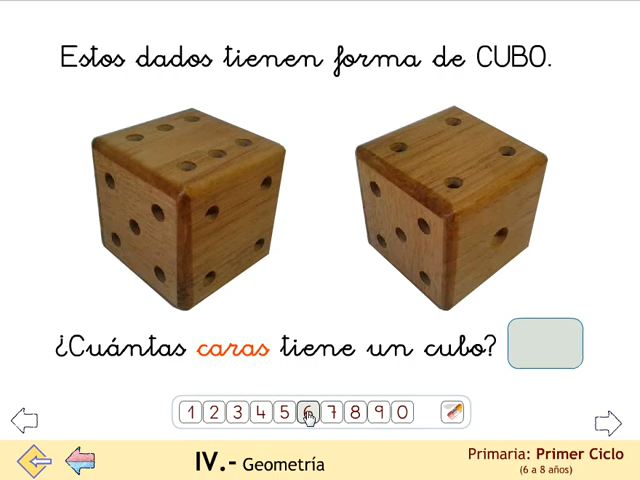 Estos dados tienen forma de CUBO.
¿Cuántas caras tiene un cubo?
1 2 3 4 5 6 7 8 9 0
IV.- Geometría
Primaria: Primer Ciclo
(6 a 8 años)